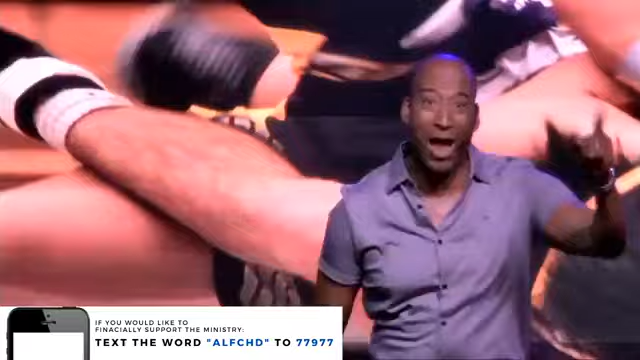 IF YOU WOULD LIKE TO
FINACIALLY SUPPORT THE MINISTRY:
TEXT THE WORD "ALFCHD" TO 77977